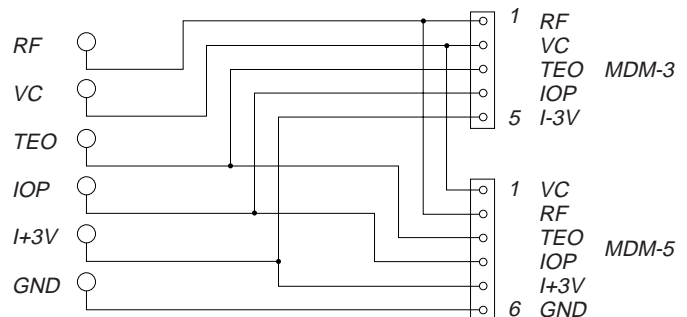 RF
VC
TEO
IOP
I+3V
GND
1 RF
VC
TEO MDM-3
IOP
5 I-3V
1 VC
RF
TEO
IOP MDM-5
I+3V
6 GND